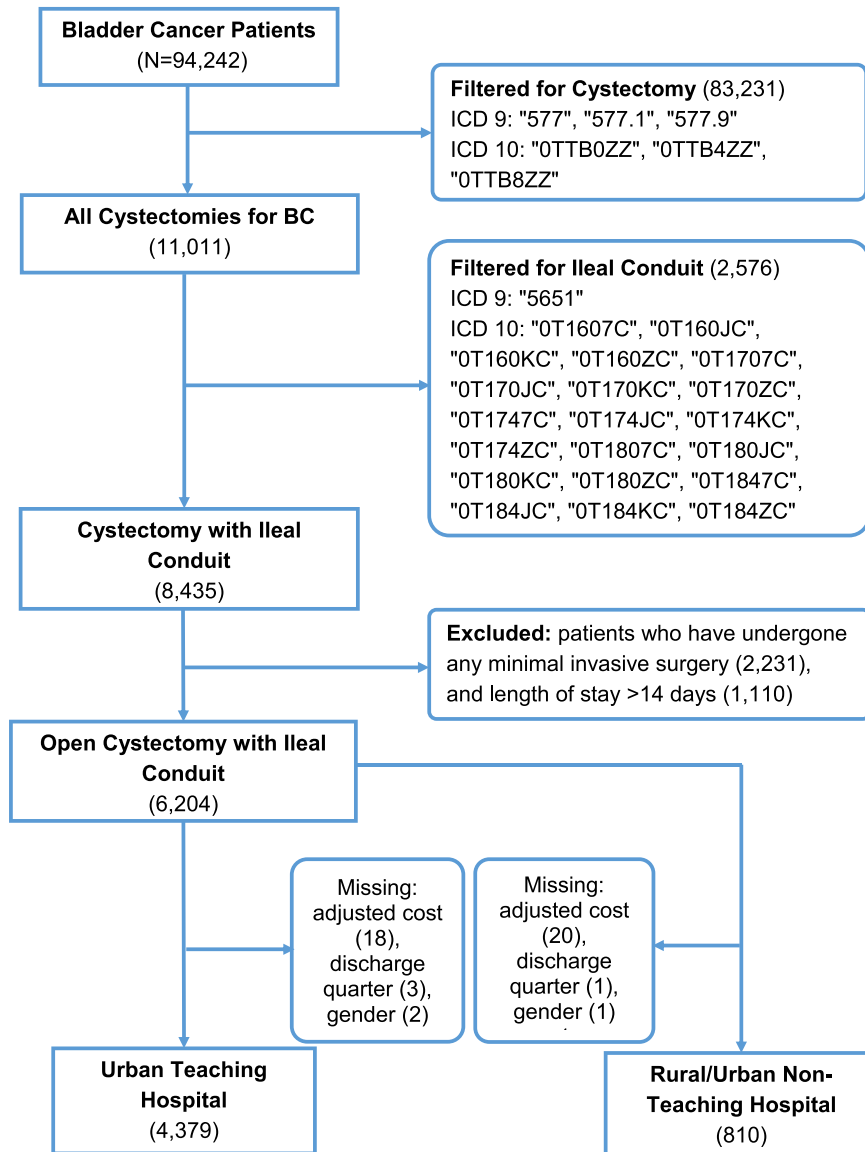 Bladder Cancer Patients
(N=94,242)
Filtered for Cystectomy (83,231)
ICD 9: "577", "577.1", "577.9"
ICD 10: "0TTB0ZZ", "0TTB4ZZ",
"0TTB8ZZ"
All Cystectomies for BC
(11,011)
Filtered for Ileal Conduit (2,576)
ICD 9: "5651"
ICD 10: "0T1607C", "0T160JC",
"0T160KC", "0T160ZC", "0T1707C",
"0T170JC", "0T170KC", "0T170ZC",
"0T1747C", "0T174JC", "0T174KC",
"0T174ZC", "0T1807C", "0T180JC",
"0T180KC", "0T180ZC", "0T1847C",
"0T184JC", "0T184KC", "0T184ZC"
Cystectomy with Ileal
Conduit
(8,435)
Excluded: patients who have undergone
any minimal invasive surgery (2,231),
and length of stay >14 days (1,110)
Open Cystectomy with Ileal
Conduit
(6,204)
Missing:
adjusted cost
(18),
discharge
quarter (3),
gender (2)
Missing:
adjusted cost
(20),
discharge
quarter (1),
gender (1)
Urban Teaching
Hospital
(4,379)
Rural/Urban Non-
Teaching Hospital
(810)